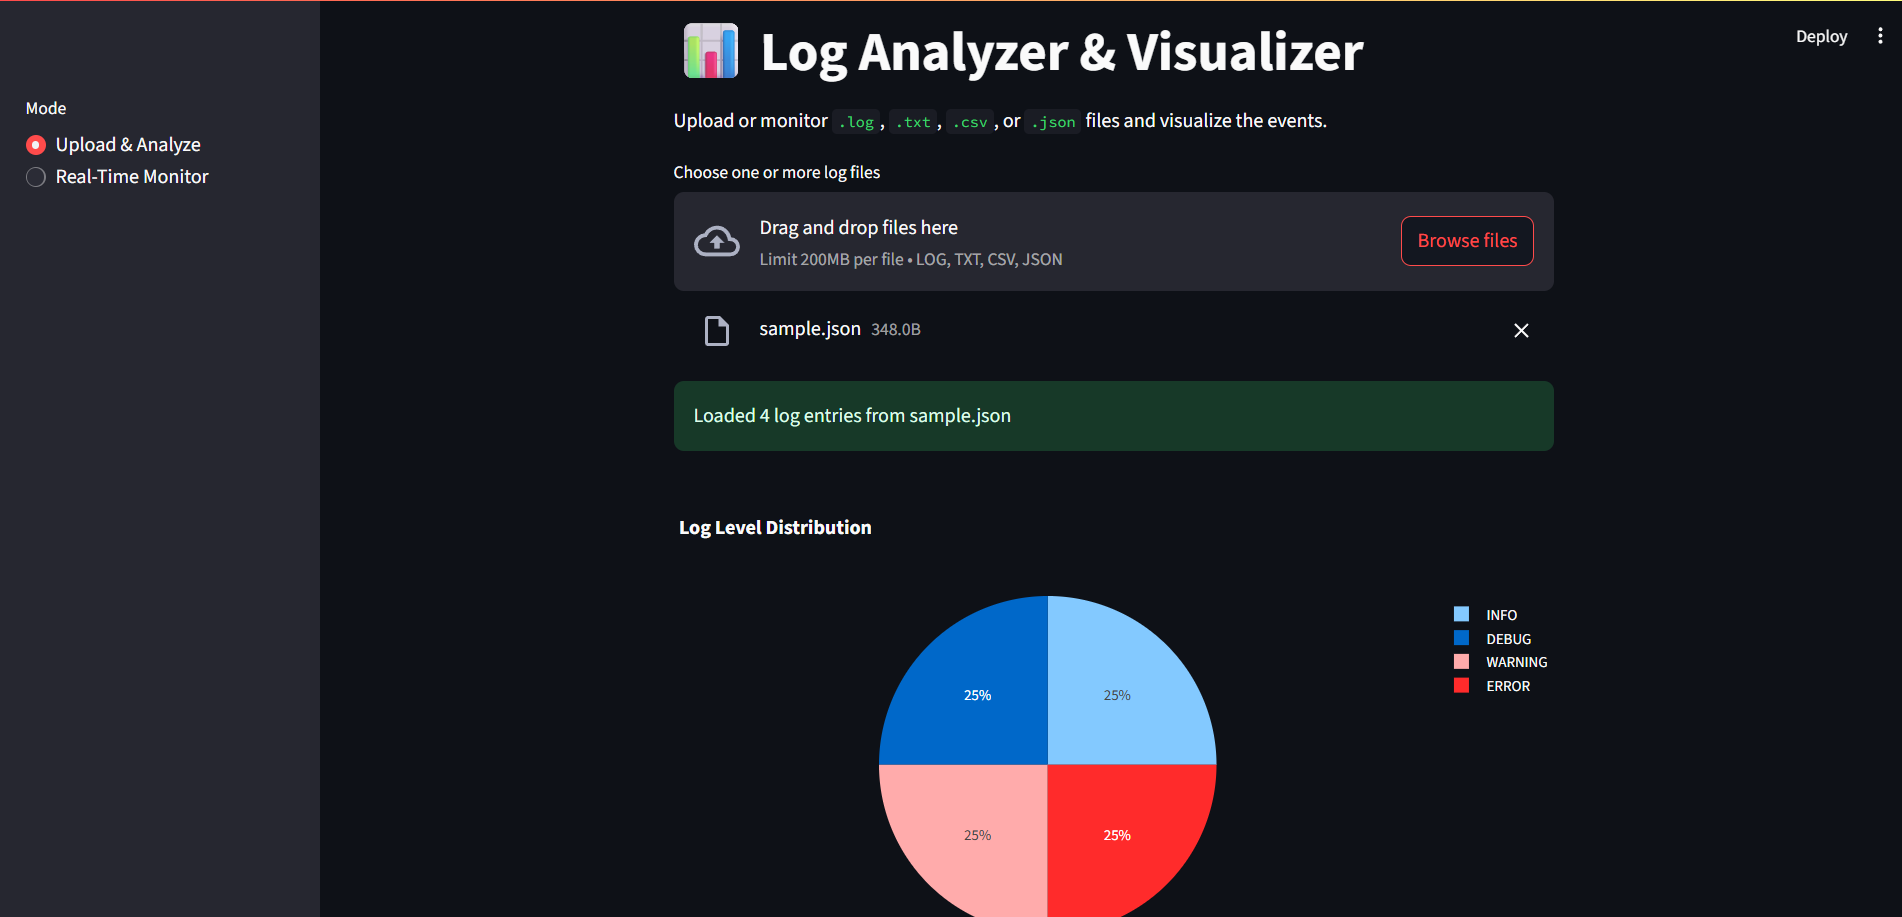 Deploy
Mode
Upload & Analyze
Real-Time Monitor
Log Analyzer & Visualizer
Upload or monitor .log, .txt, .csv, or .json files and visualize the events.
Choose one or more log files
Drag and drop files here
Limit 200MB per file • LOG, TXT, CSV, JSON
Browse files
sample.json 348.0B
Loaded 4 log entries from sample.json
Log Level Distribution
INFO
DEBUG
WARNING
ERROR
25%
25%
25%
25%